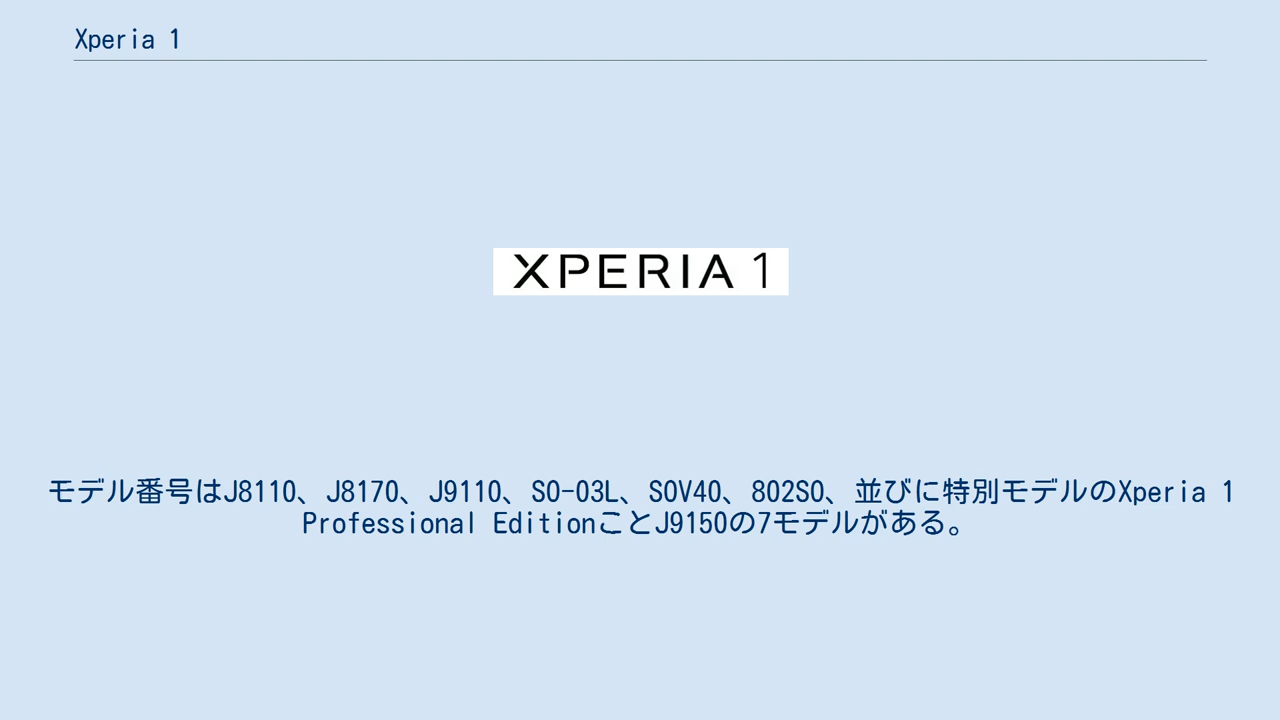 Xperia 1
XPERIA 1
モデル番号はJ8110、J8170、J9110、SO-03L、SOV40、802SO、並びに特別モデルのXperia 1
Professional EditionことJ9150の7モデルがある。